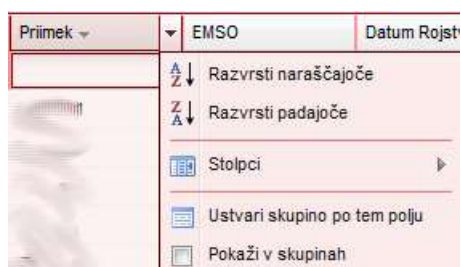 Priimek EMSO Datum Rojstv
Razvrsti naraščajoče
Razvrsti padajoče
Stolpci
Ustvari skupino po tem polju
Pokaži v skupinah